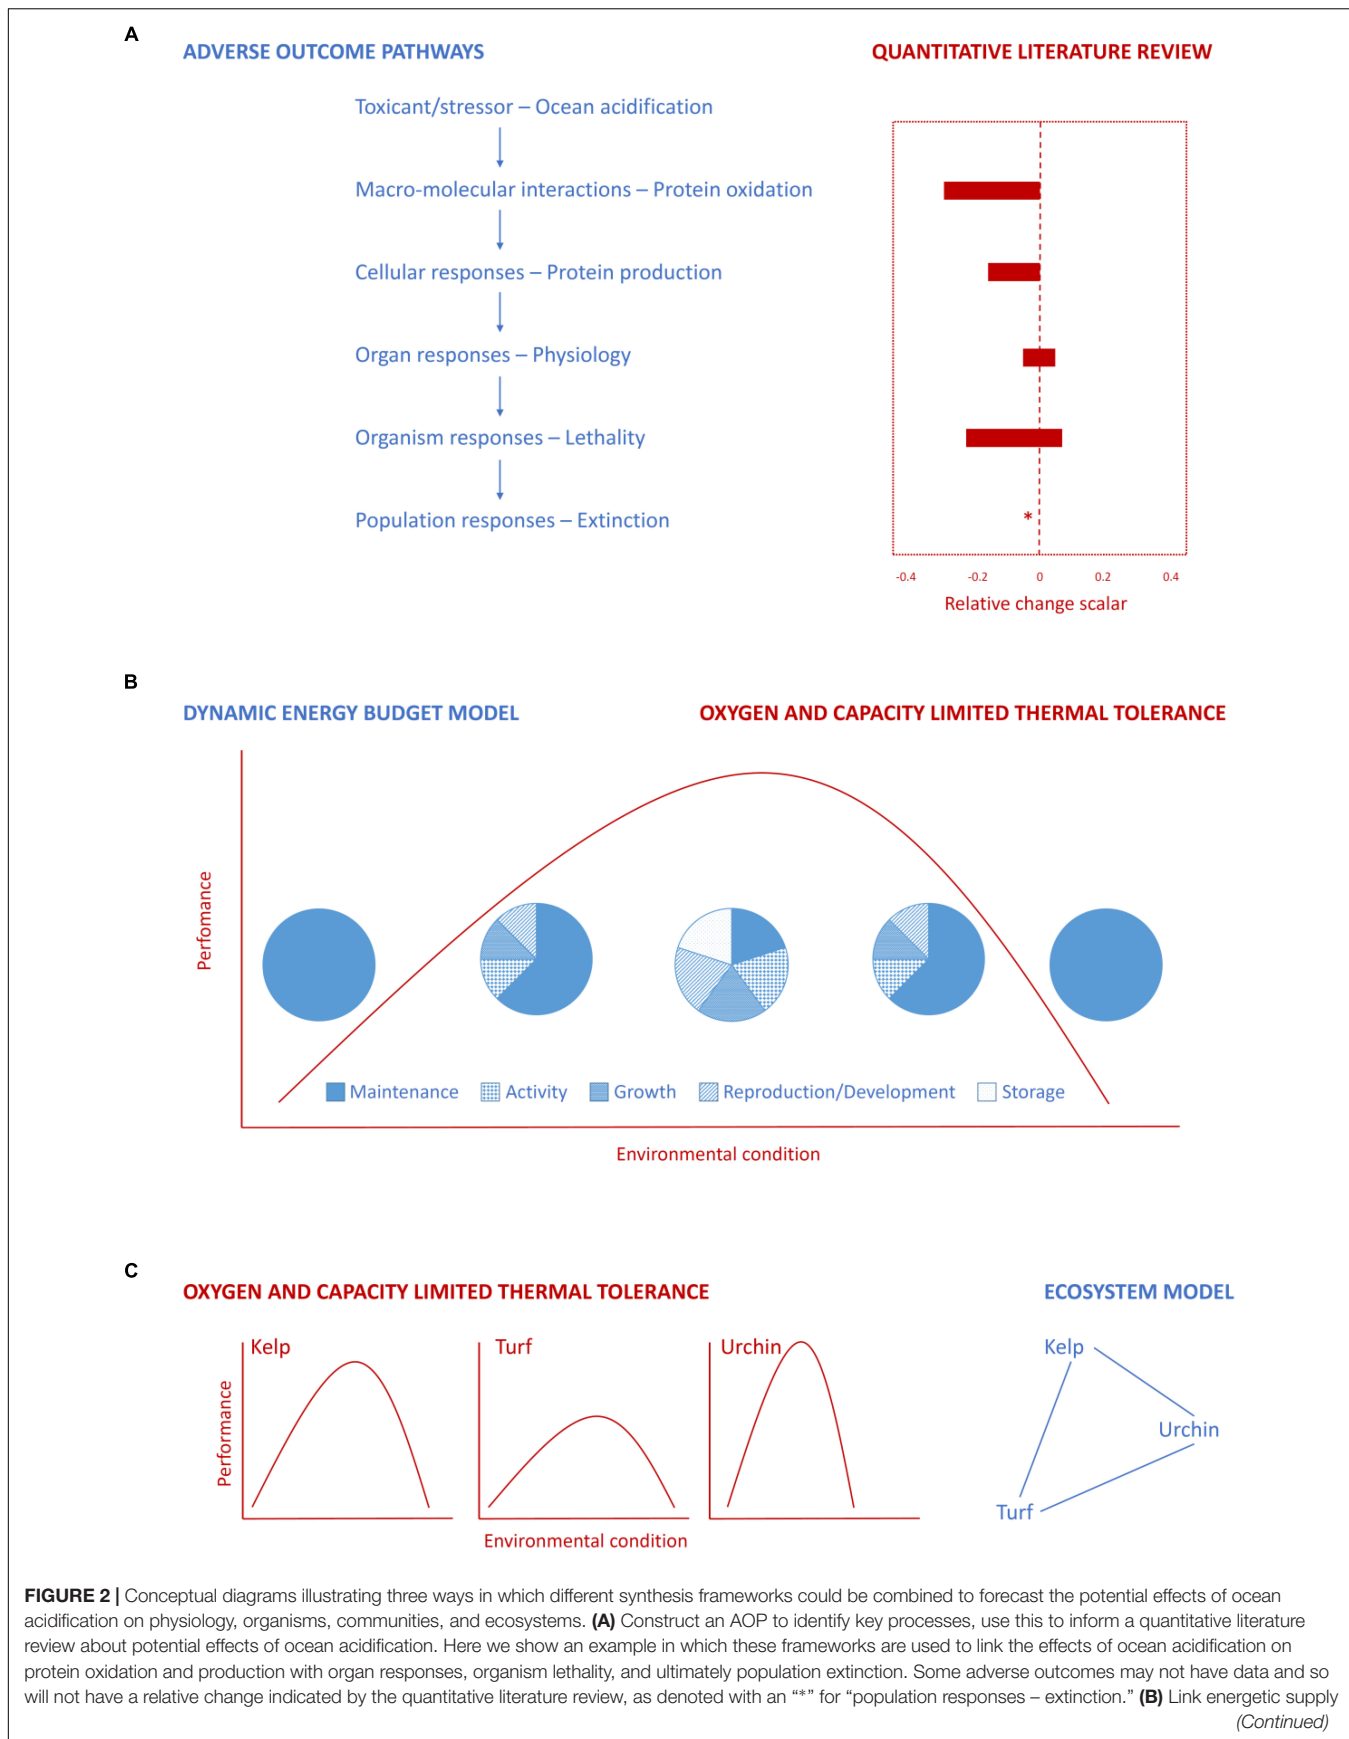 A
ADVERSE OUTCOME PATHWAYS
QUANTITATIVE LITERATURE REVIEW
Toxicant/stressor – Ocean acidification
Macro-molecular interactions – Protein oxidation
Cellular responses – Protein production
Organ responses – Physiology
Organism responses – Lethality
Population responses – Extinction
*
-0.4 -0.2 0 0.2 0.4
Relative change scalar
B
DYNAMIC ENERGY BUDGET MODEL
OXYGEN AND CAPACITY LIMITED THERMAL TOLERANCE
Perfomance
Maintenance Activity Growth Reproduction/Development Storage
Environmental condition
C
OXYGEN AND CAPACITY LIMITED THERMAL TOLERANCE
ECOSYSTEM MODEL
Kelp
Turf
Urchin
Performance
Environmental condition
Kelp
Urchin
Turf
FIGURE 2 | Conceptual diagrams illustrating three ways in which different synthesis frameworks could be combined to forecast the potential effects of ocean
acidification on physiology, organisms, communities, and ecosystems. (A) Construct an AOP to identify key processes, use this to inform a quantitative literature
review about potential effects of ocean acidification. Here we show an example in which these frameworks are used to link the effects of ocean acidification on
protein oxidation and production with organ responses, organism lethality, and ultimately population extinction. Some adverse outcomes may not have data and so
will not have a relative change indicated by the quantitative literature review, as denoted with an “*” for “population responses – extinction.” (B) Link energetic supply
(Continued)